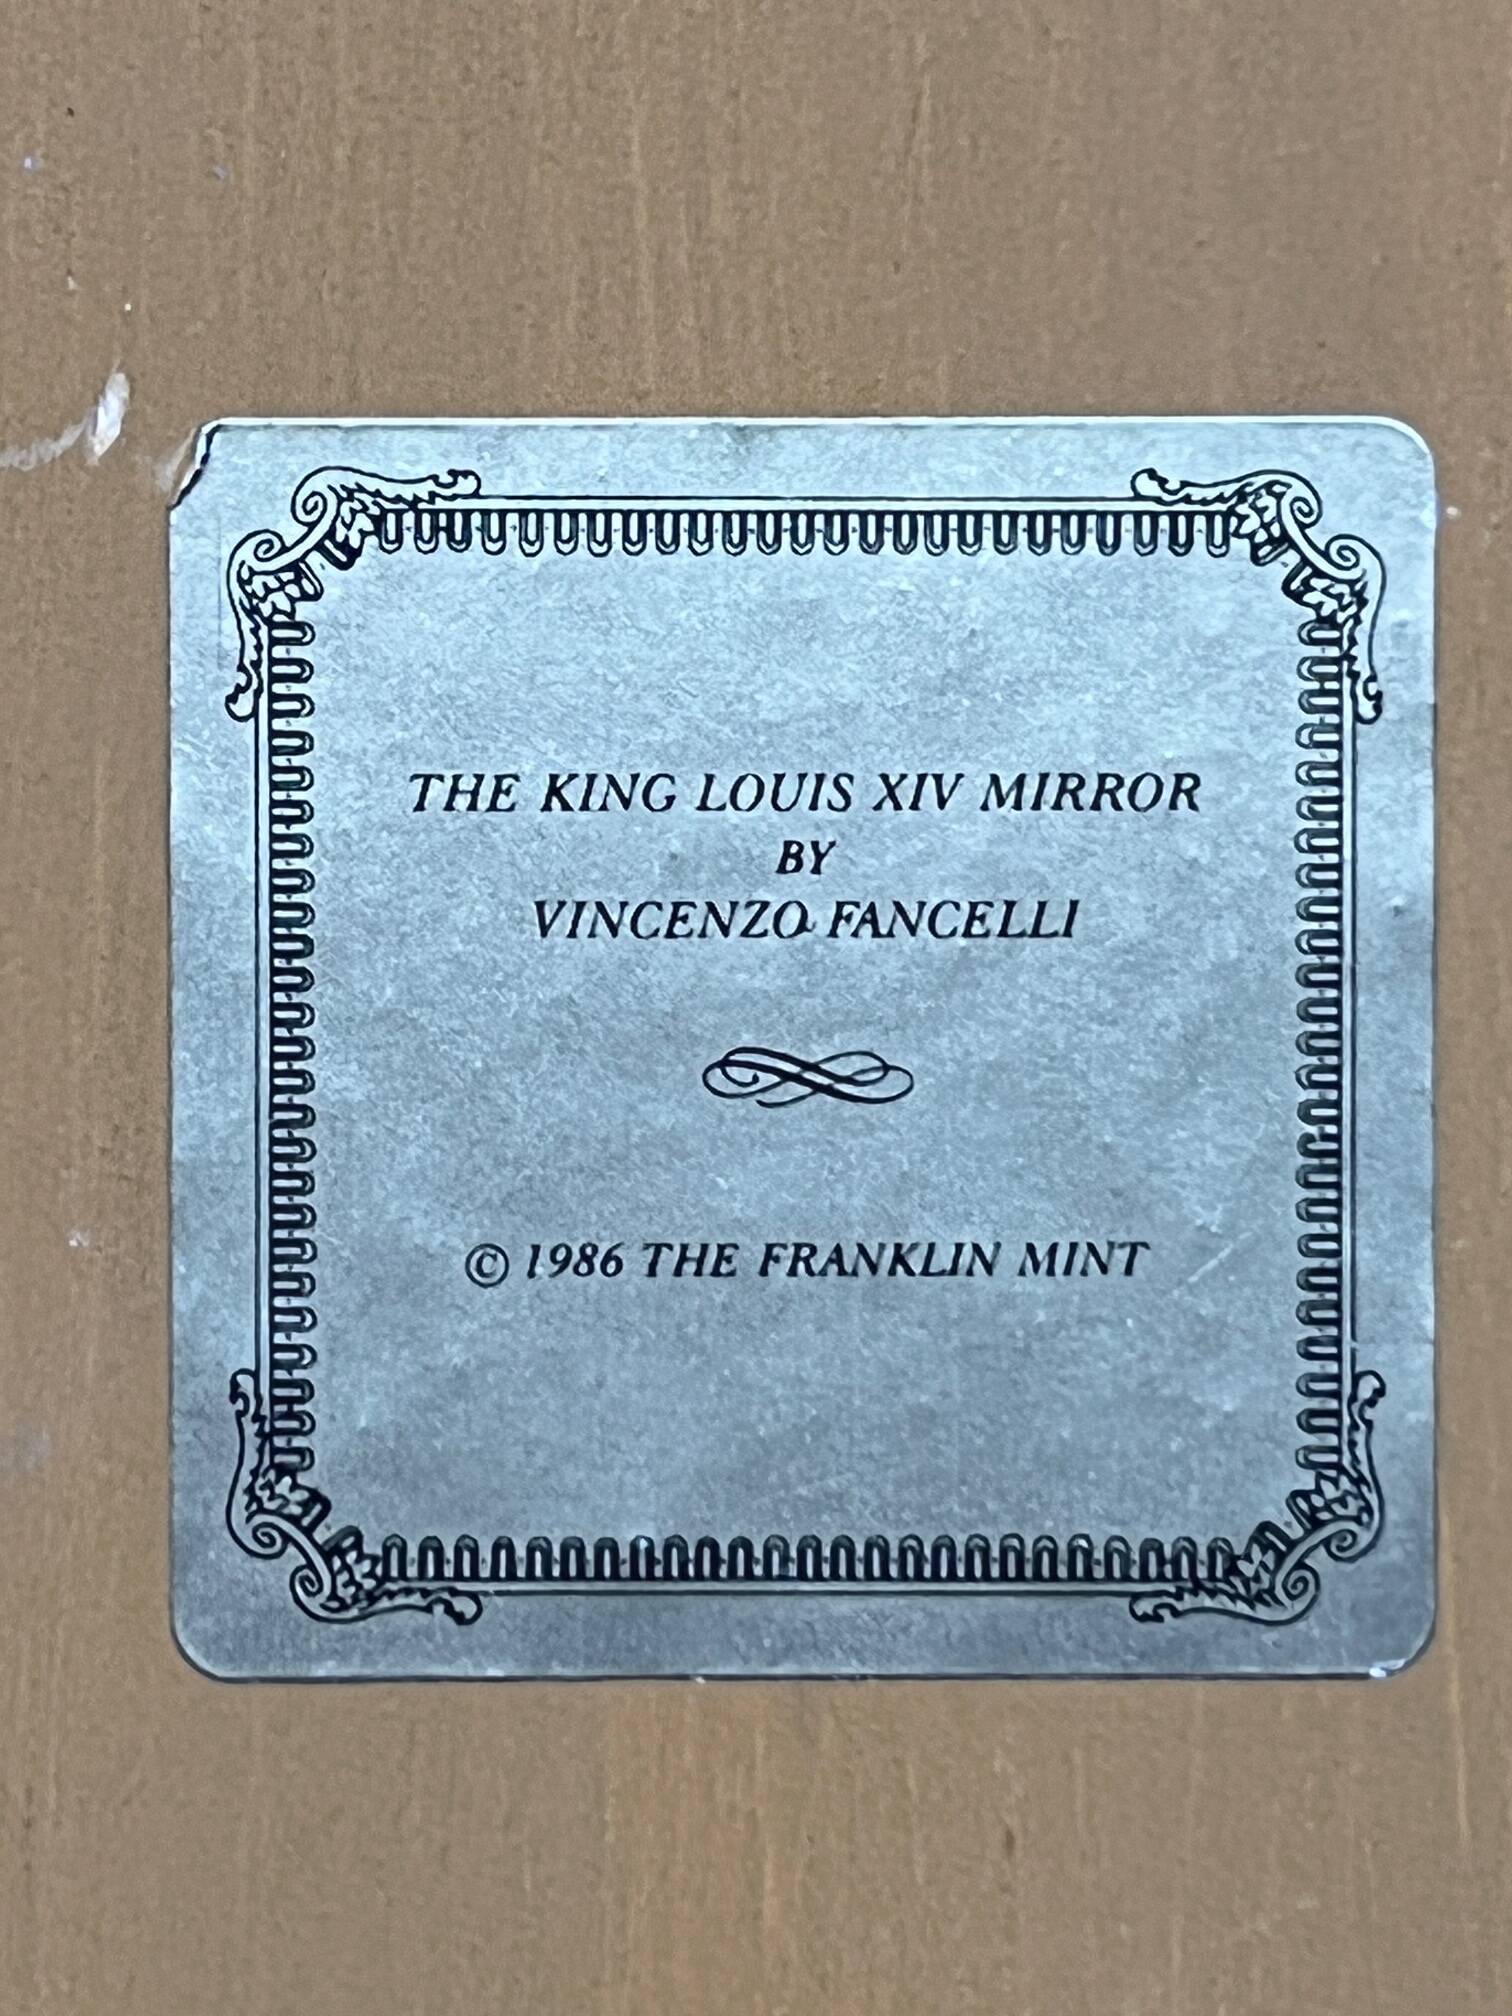 THE KING LOUIS XIV MIRROR
BY
VINCENZO FANCELLI
© 1986 THE FRANKLIN MINT